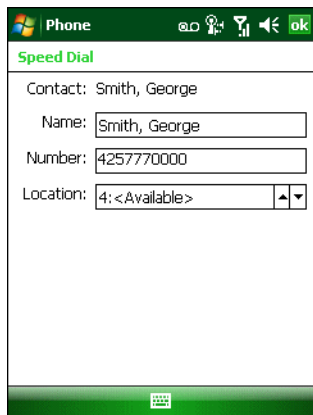 Phone
ok
Speed Dial
Contact: Smith, George
Name: Smith, George
Number: 4257770000
Location: 4:<Available>